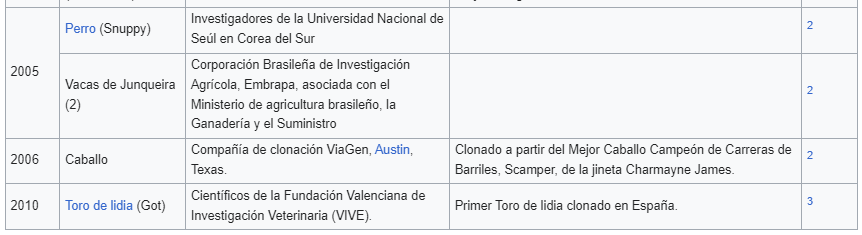 2005
Perro (Snuppy)
Investigadores de la Universidad Nacional de
Seúl en Corea del Sur
2
Vacas de Junqueira
(2)
Corporación Brasileña de Investigación
Agrícola, Embrapa, asociada con el
Ministerio de agricultura brasileño, la
Ganadería y el Suministro
2
2006
Caballo
Compañía de clonación ViaGen, Austin,
Texas.
Clonado a partir del Mejor Caballo Campeón de Carreras de
Barriles, Scamper, de la jineta Charmayne James.
2
2010
Toro de lidia (Got)
Científicos de la Fundación Valenciana de
Investigación Veterinaria (VIVE).
Primer Toro de lidia clonado en España.
3